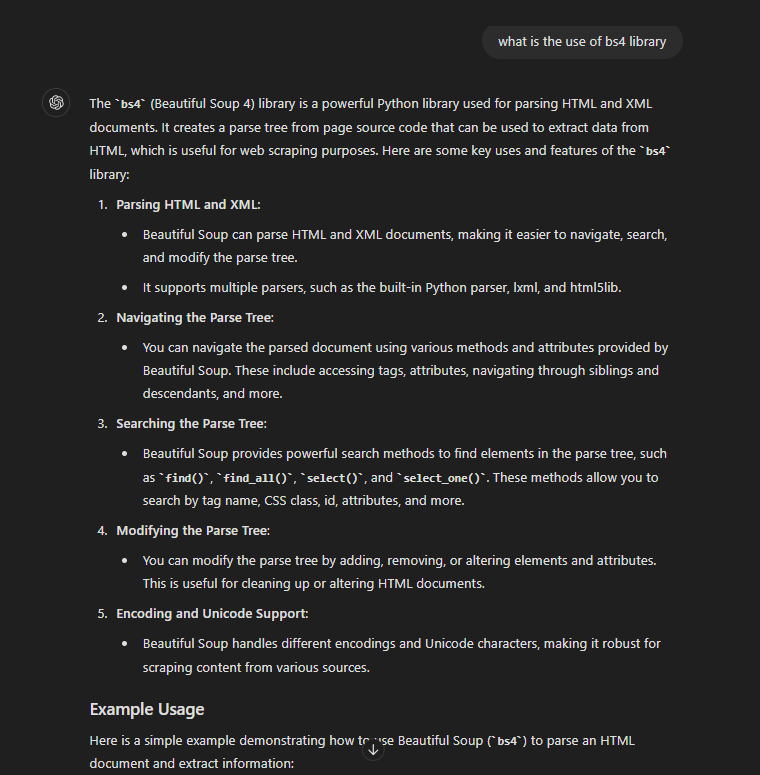 what is the use of bs4 library
The `bs4` (Beautiful Soup 4) library is a powerful Python library used for parsing HTML and XML
documents. It creates a parse tree from page source code that can be used to extract data from
HTML, which is useful for web scraping purposes. Here are some key uses and features of the `bs4`
library:
1. Parsing HTML and XML:
• Beautiful Soup can parse HTML and XML documents, making it easier to navigate, search,
and modify the parse tree.
• It supports multiple parsers, such as the built-in Python parser, lxml, and html5lib.
2. Navigating the Parse Tree:
• You can navigate the parsed document using various methods and attributes provided by
Beautiful Soup. These include accessing tags, attributes, navigating through siblings and
descendants, and more.
3. Searching the Parse Tree:
• Beautiful Soup provides powerful search methods to find elements in the parse tree, such
as `find()`, `find_all()`, `select()`, and `select_one()`. These methods allow you to
search by tag name, CSS class, id, attributes, and more.
4. Modifying the Parse Tree:
• You can modify the parse tree by adding, removing, or altering elements and attributes.
This is useful for cleaning up or altering HTML documents.
5. Encoding and Unicode Support:
• Beautiful Soup handles different encodings and Unicode characters, making it robust for
scraping content from various sources.
Example Usage
Here is a simple example demonstrating how to use Beautiful Soup (`bs4`) to parse an HTML
document and extract information: